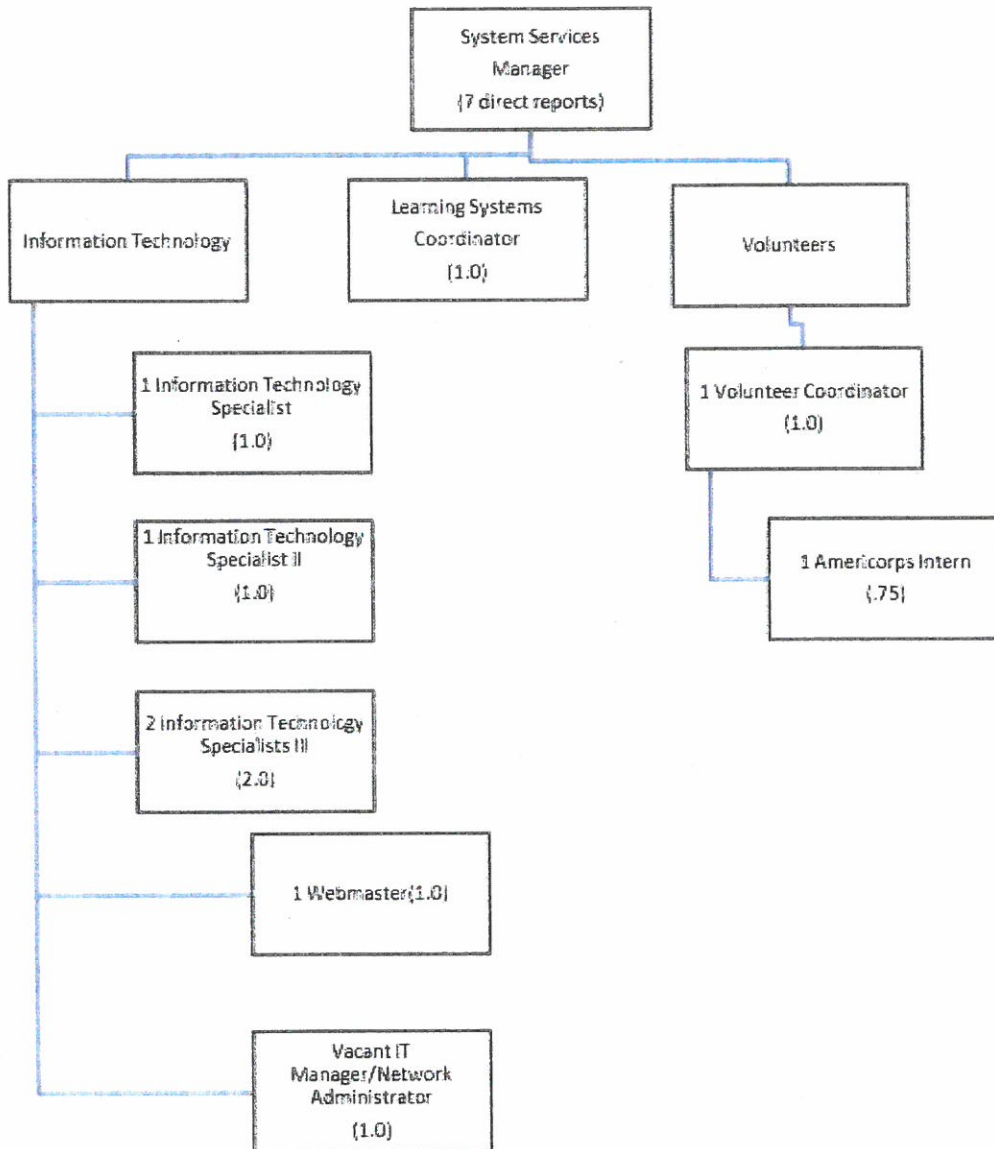 System Services
Manager
(7 direct reports)
Information Technology
Learning Systems
Coordinator
(1.0)
Volunteers
1 Information Technology
Specialist
(1.0)
1 Information Technology
Specialist II
(1.0)
2 Information Technology
Specialists III
(2.0)
1 Webmaster(1.0)
Vacant IT
Manager/Network
Administrator
(1.0)
1 Volunteer Coordinator
(1.0)
1 Americorps Intern
(.75)